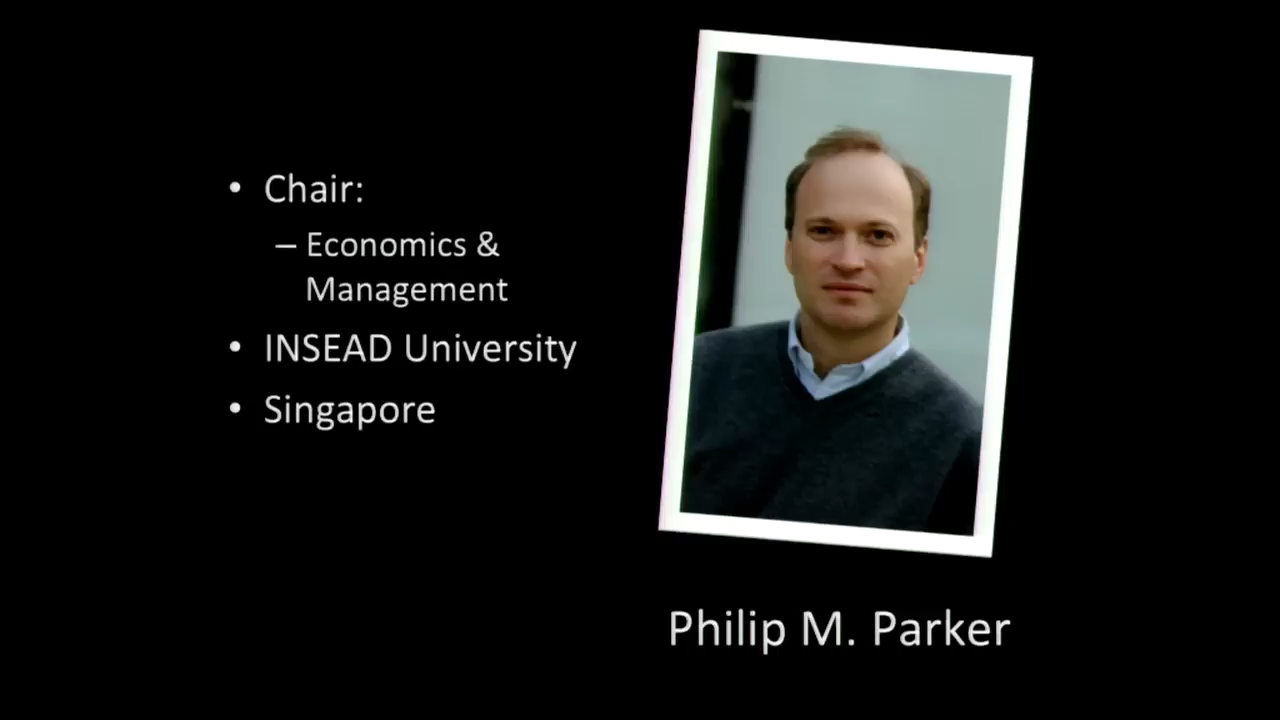 • Chair:
– Economics &
Management
• INSEAD University
• Singapore
Philip M. Parker